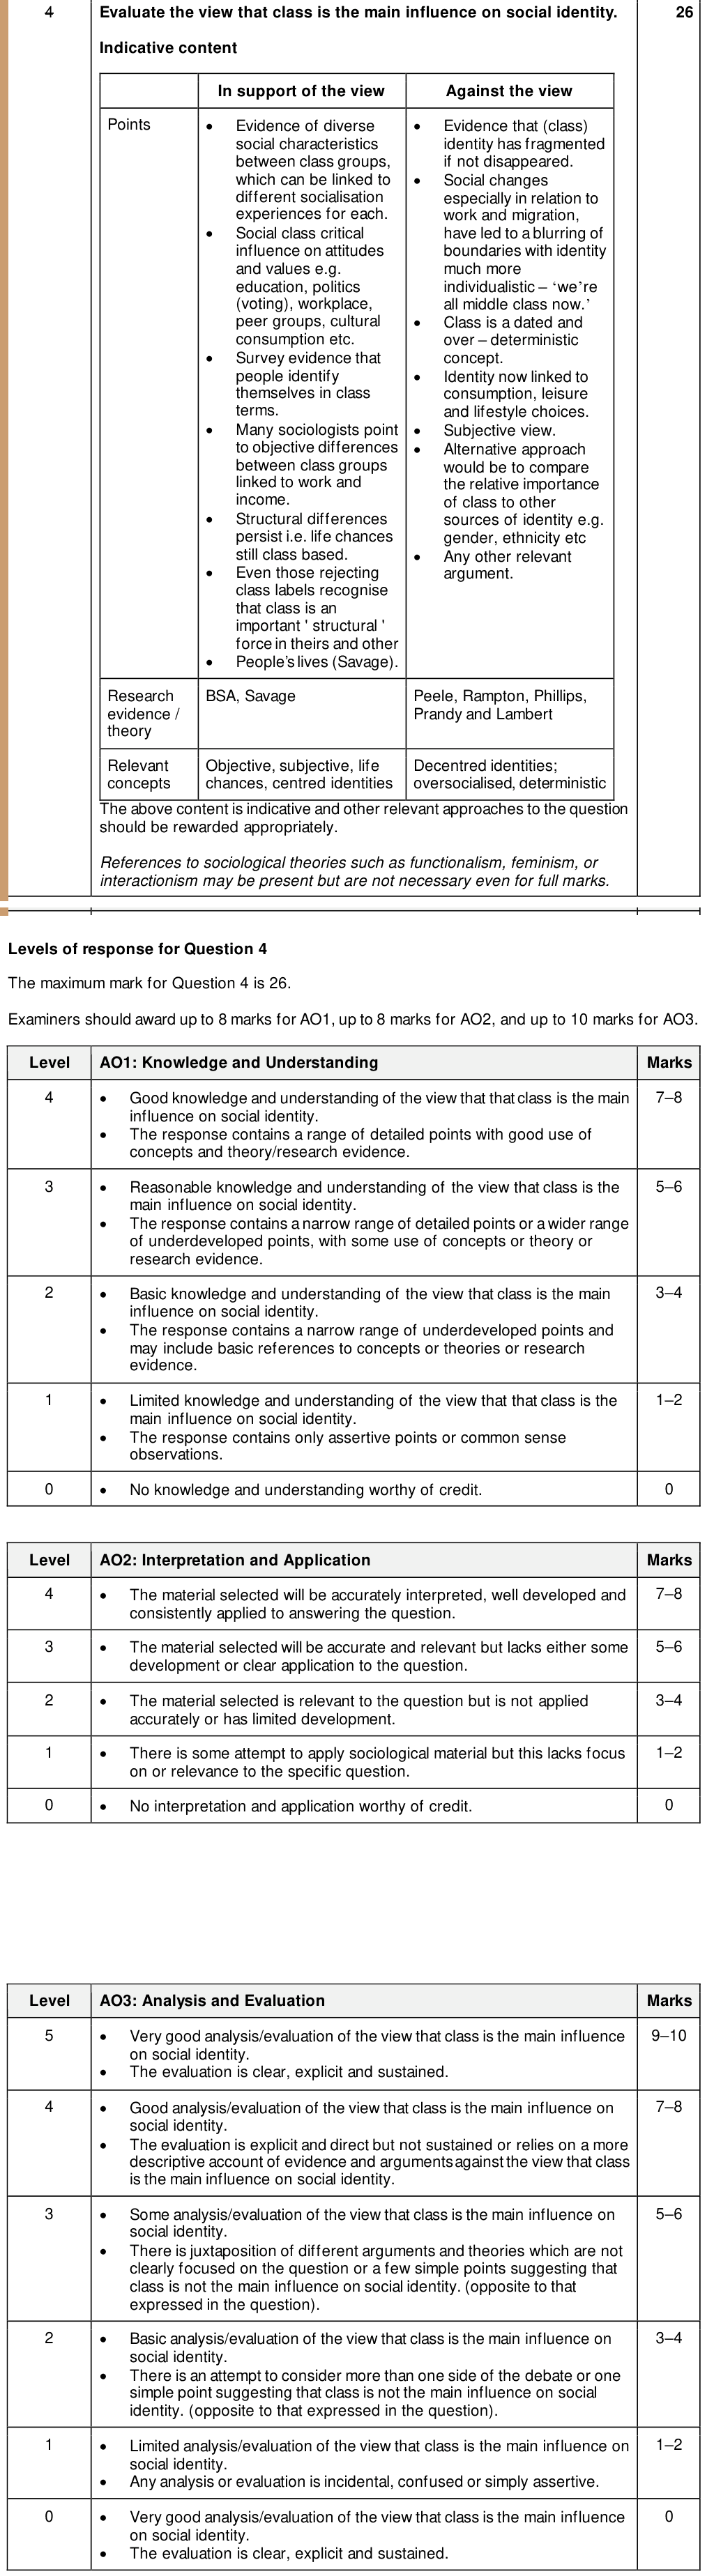 4
Evaluate the view that class is the main influence on social identity.
26
Indicative content
In support of the view
Against the view
Points
• Evidence of diverse
social characteristics
between class groups,
which can be linked to
different socialisation
experiences for each.
• Social class critical
influence on attitudes
and values e.g.
education, politics
(voting), workplace,
peer groups, cultural
consumption etc.
• Survey evidence that
people identify
themselves in class
terms.
• Many sociologists point
to objective differences
between class groups
linked to work and
income.
• Structural differences
persist i.e. life chances
still class based.
• Even those rejecting
class labels recognise
that class is an
important ' structural '
force in theirs and other
• People's lives (Savage).
• Evidence that (class)
identity has fragmented
if not disappeared.
• Social changes
especially in relation to
work and migration,
have led to a blurring of
boundaries with identity
much more
individualistic – 'we're
all middle class now.'
• Class is a dated and
over – deterministic
concept.
• Identity now linked to
consumption, leisure
and lifestyle choices.
• Subjective view.
• Alternative approach
would be to compare
the relative importance
of class to other
sources of identity e.g.
gender, ethnicity etc
• Any other relevant
argument.
Research
evidence /
theory
BSA, Savage
Peele, Rampton, Phillips,
Prandy and Lambert
Relevant
concepts
Objective, subjective, life
chances, centred identities
Decentred identities;
oversocialised, deterministic
The above content is indicative and other relevant approaches to the question
should be rewarded appropriately.
References to sociological theories such as functionalism, feminism, or
interactionism may be present but are not necessary even for full marks.
Levels of response for Question 4
The maximum mark for Question 4 is 26.
Examiners should award up to 8 marks for AO1, up to 8 marks for AO2, and up to 10 marks for AO3.
Level
AO1: Knowledge and Understanding
Marks
4
• Good knowledge and understanding of the view that that class is the main
influence on social identity.
• The response contains a range of detailed points with good use of
concepts and theory/research evidence.
7–8
3
• Reasonable knowledge and understanding of the view that class is the
main influence on social identity.
• The response contains a narrow range of detailed points or a wider range
of underdeveloped points, with some use of concepts or theory or
research evidence.
5–6
2
• Basic knowledge and understanding of the view that class is the main
influence on social identity.
• The response contains a narrow range of underdeveloped points and
may include basic references to concepts or theories or research
evidence.
3–4
1
• Limited knowledge and understanding of the view that that class is the
main influence on social identity.
• The response contains only assertive points or common sense
observations.
1–2
0
• No knowledge and understanding worthy of credit.
0
Level
AO2: Interpretation and Application
Marks
4
• The material selected will be accurately interpreted, well developed and
consistently applied to answering the question.
7–8
3
• The material selected will be accurate and relevant but lacks either some
development or clear application to the question.
5–6
2
• The material selected is relevant to the question but is not applied
accurately or has limited development.
3–4
1
• There is some attempt to apply sociological material but this lacks focus
on or relevance to the specific question.
1–2
0
• No interpretation and application worthy of credit.
0
Level
AO3: Analysis and Evaluation
Marks
5
• Very good analysis/evaluation of the view that class is the main influence
on social identity.
• The evaluation is clear, explicit and sustained.
9–10
4
• Good analysis/evaluation of the view that class is the main influence on
social identity.
• The evaluation is explicit and direct but not sustained or relies on a more
descriptive account of evidence and arguments against the view that class
is the main influence on social identity.
7–8
3
• Some analysis/evaluation of the view that class is the main influence on
social identity.
• There is juxtaposition of different arguments and theories which are not
clearly focused on the question or a few simple points suggesting that
class is not the main influence on social identity. (opposite to that
expressed in the question).
5–6
2
• Basic analysis/evaluation of the view that class is the main influence on
social identity.
• There is an attempt to consider more than one side of the debate or one
simple point suggesting that class is not the main influence on social
identity. (opposite to that expressed in the question).
3–4
1
• Limited analysis/evaluation of the view that class is the main influence on
social identity.
• Any analysis or evaluation is incidental, confused or simply assertive.
1–2
0
• Very good analysis/evaluation of the view that class is the main influence
on social identity.
• The evaluation is clear, explicit and sustained.
0